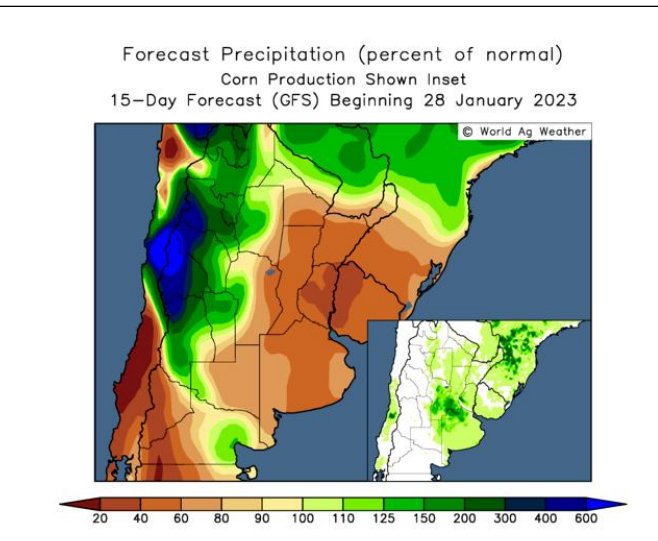 Forecast Precipitation (percent of normal)
Corn Production Shown Inset
15-Day Forecast (GFS) Beginning 28 January 2023
© World Ag Weather
20 40 60 80 90 100 110 125 150 200 300 400 600